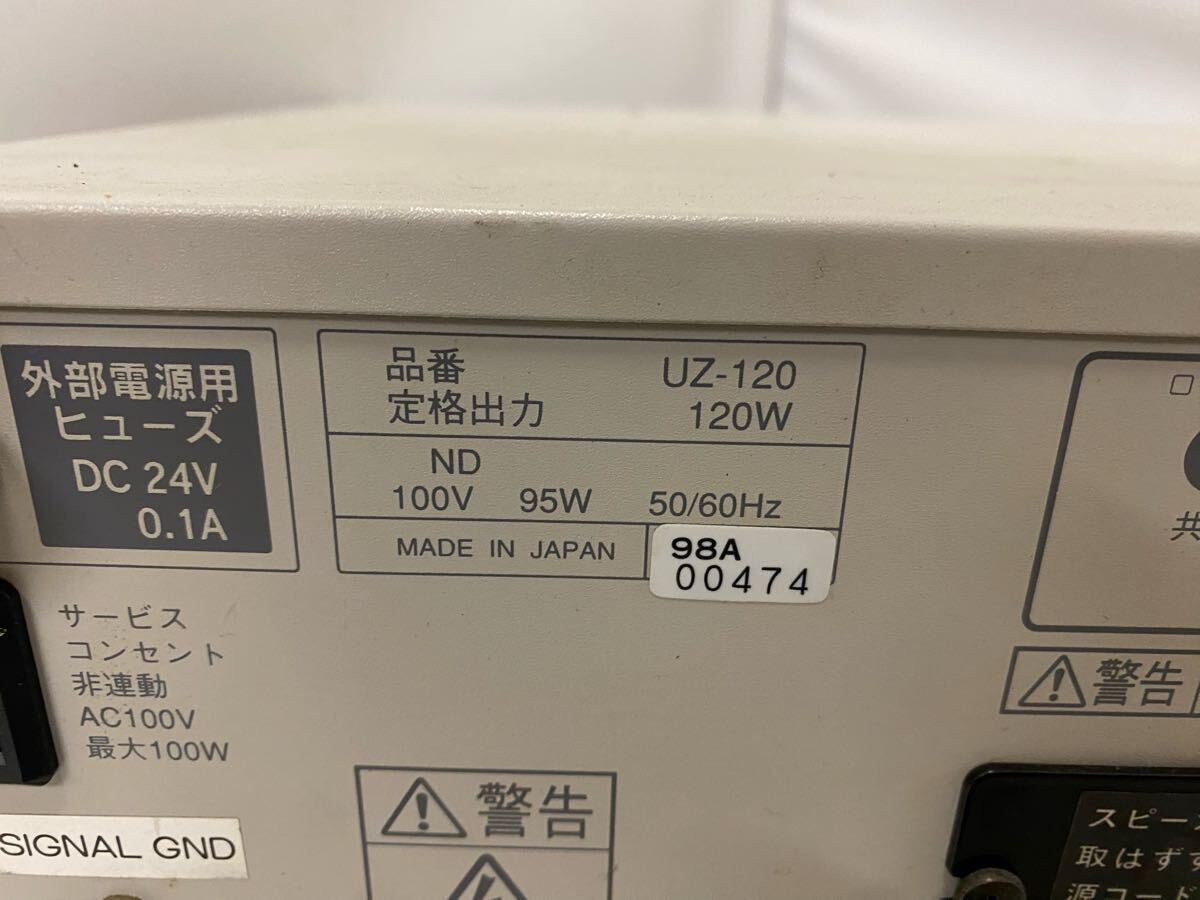 外部電源用
ヒューズ
DC 24V
0.1A
品番 UZ-120
定格出力 120W
ND
100V 95W 50/60Hz
MADE IN JAPAN
98A
00474
サービス
コンセント
非連動
AC100V
最大100W
SIGNAL GND
警告
共
警告
スピー
取はずす
源コード